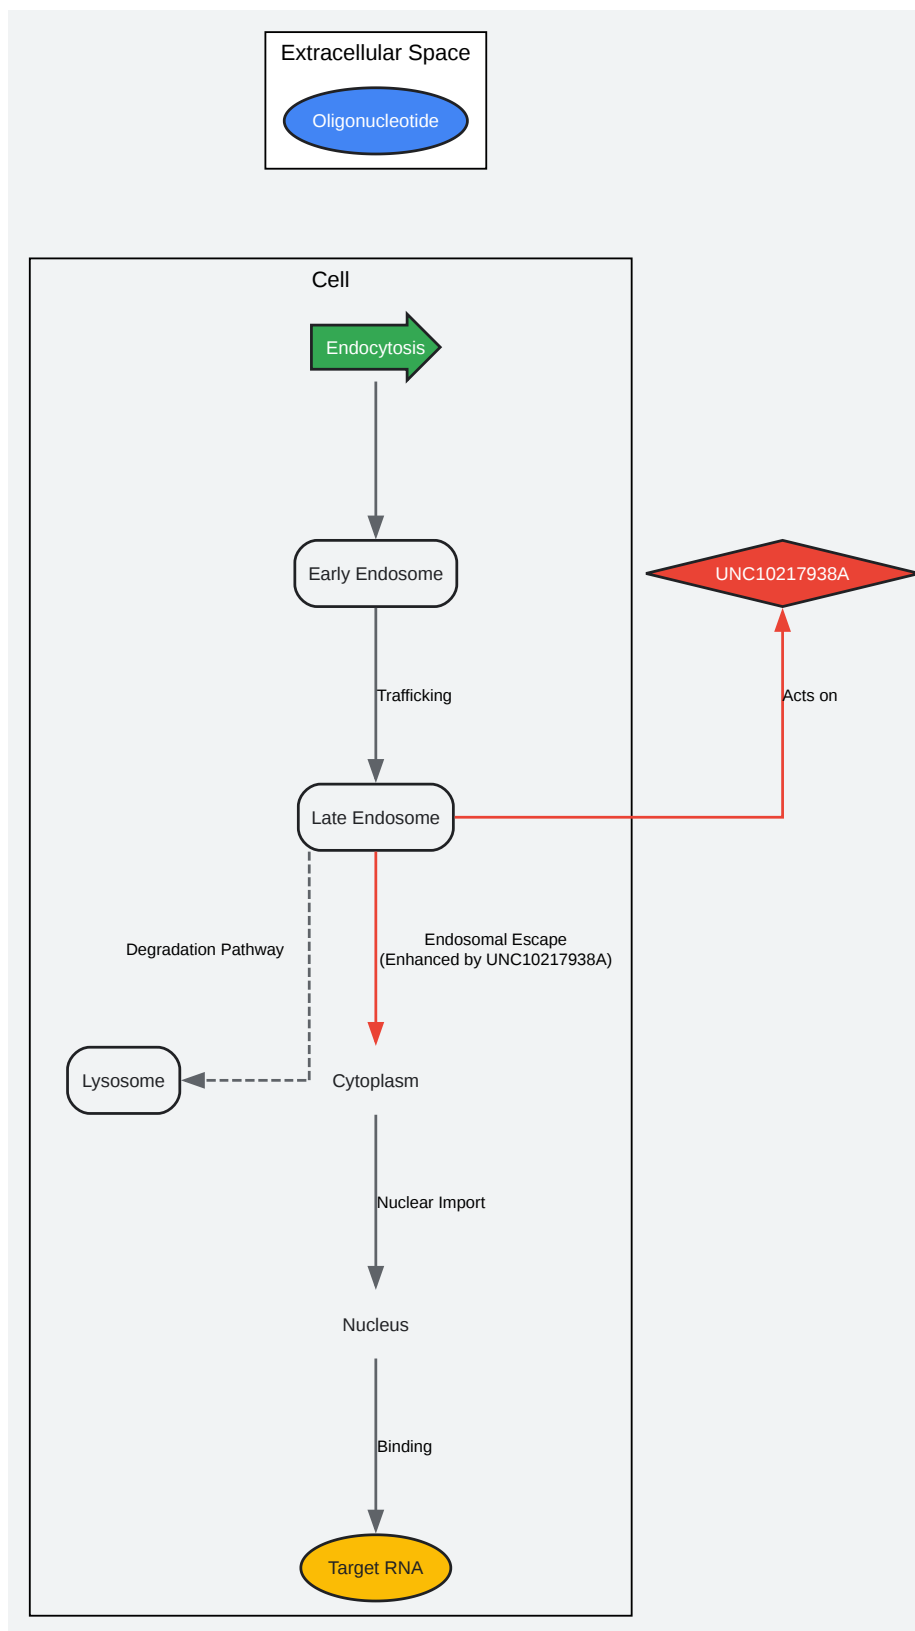 Extracellular Space
Oligonucleotide
Cell
Endocytosis
Early Endosome
UNC10217938A
Trafficking
Acts on
Late Endosome
Degradation Pathway
Endosomal Escape
(Enhanced by UNC10217938A)
Lysosome
Cytoplasm
Nuclear Import
Nucleus
Binding
Target RNA